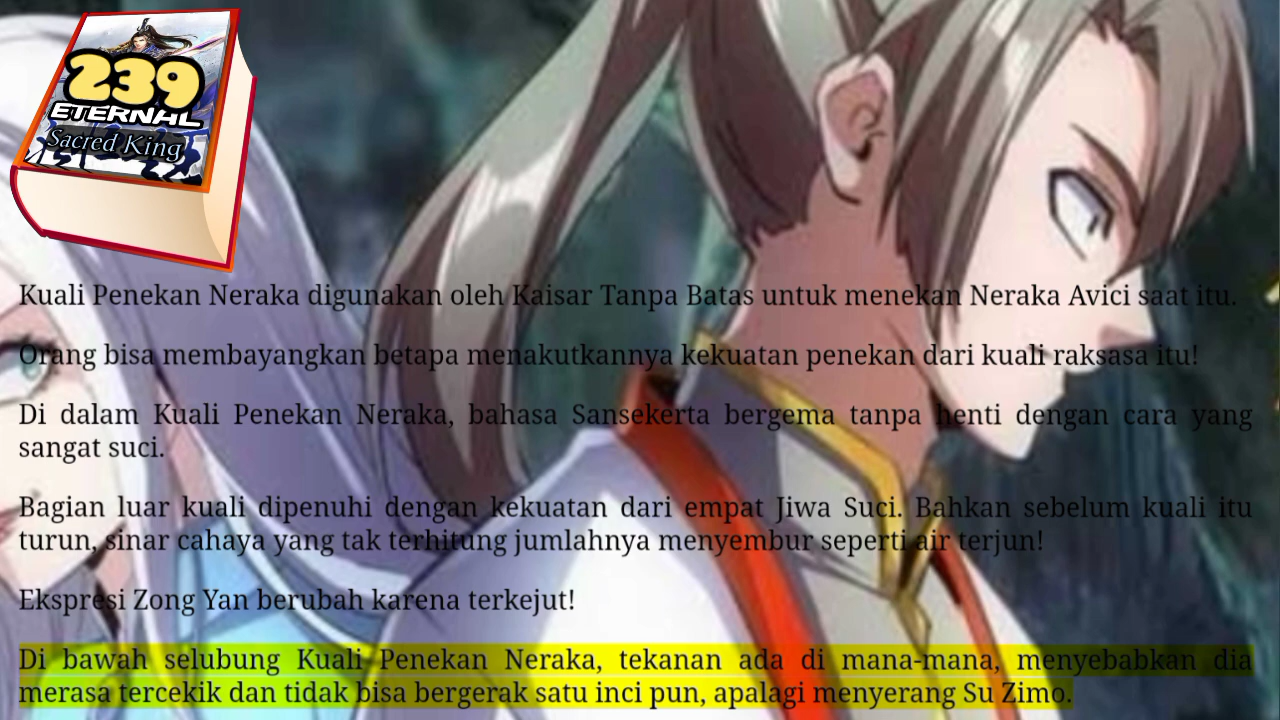 239
ETERNAL
Sacred King
Kuali Penekan Neraka digunakan oleh Kaisar Tanpa Batas untuk menekan Neraka Avici saat itu.
Orang bisa membayangkan betapa menakutkannya kekuatan penekan dari kuali raksasa itu!
Di dalam Kuali Penekan Neraka, bahasa Sansekerta bergema tanpa henti dengan cara yang
sangat suci.
Bagian luar kuali dipenuhi dengan kekuatan dari empat Jiwa Suci. Bahkan sebelum kuali itu
turun, sinar cahaya yang tak terhitung jumlahnya menyembur seperti air terjun!
Ekspresi Zong Yan berubah karena terkejut!
Di bawah selubung Kuali Penekan Neraka, tekanan ada di mana-mana, menyebabkan dia
merasa tercekik dan tidak bisa bergerak satu inci pun, apalagi menyerang Su Zimo.